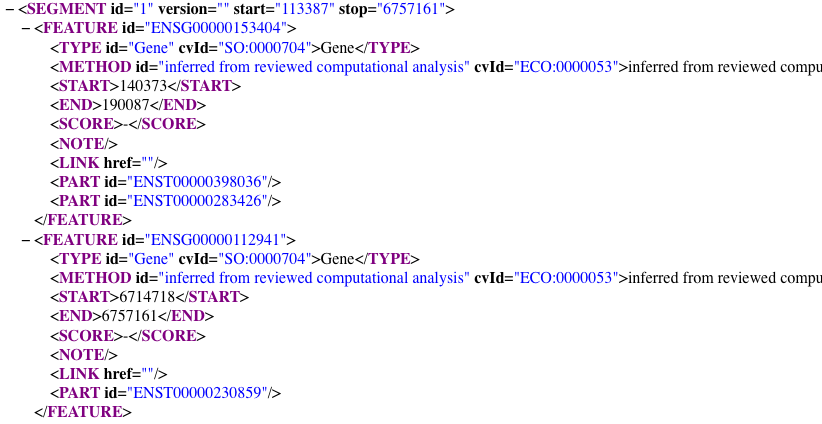 − <SEGMENT id="1" version="" start="113387" stop="6757161">
− <FEATURE id="ENSG00000153404">
<TYPE id="Gene" cvId="SO:0000704">Gene</TYPE>
<METHOD id="inferred from reviewed computational analysis" cvId="ECO:0000053">inferred from reviewed compu
<START>140373</START>
<END>190087</END>
<SCORE>-</SCORE>
<NOTE/>
<LINK href=""/>
<PART id="ENST00000398036"/>
<PART id="ENST00000283426"/>
</FEATURE>
− <FEATURE id="ENSG00000112941">
<TYPE id="Gene" cvId="SO:0000704">Gene</TYPE>
<METHOD id="inferred from reviewed computational analysis" cvId="ECO:0000053">inferred from reviewed compu
<START>6714718</START>
<END>6757161</END>
<SCORE>-</SCORE>
<NOTE/>
<LINK href=""/>
<PART id="ENST00000230859"/>
</FEATURE>